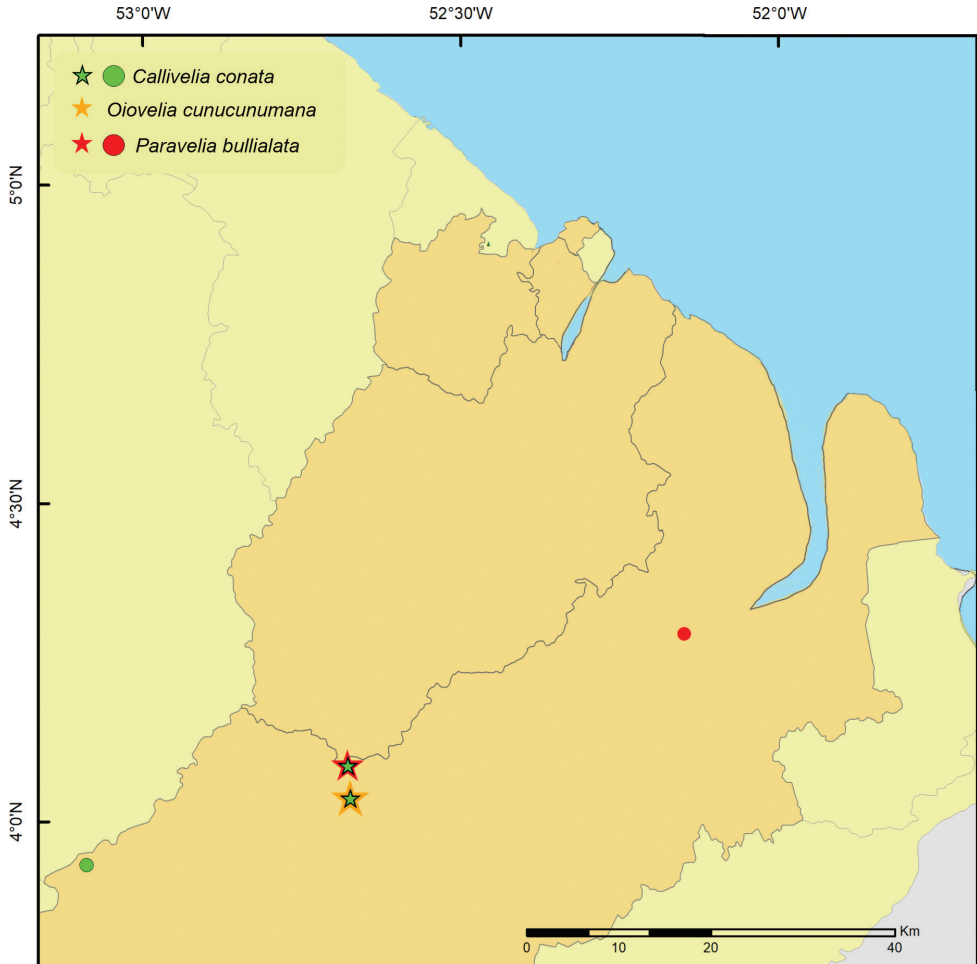 53°0'W 52°30'W 52°0'W
Callivelia conata
Oiovelia cunucunumana
Paravelia bullialata
5°0'N
4°30'N
4°0'N
Km
0 10 20 40